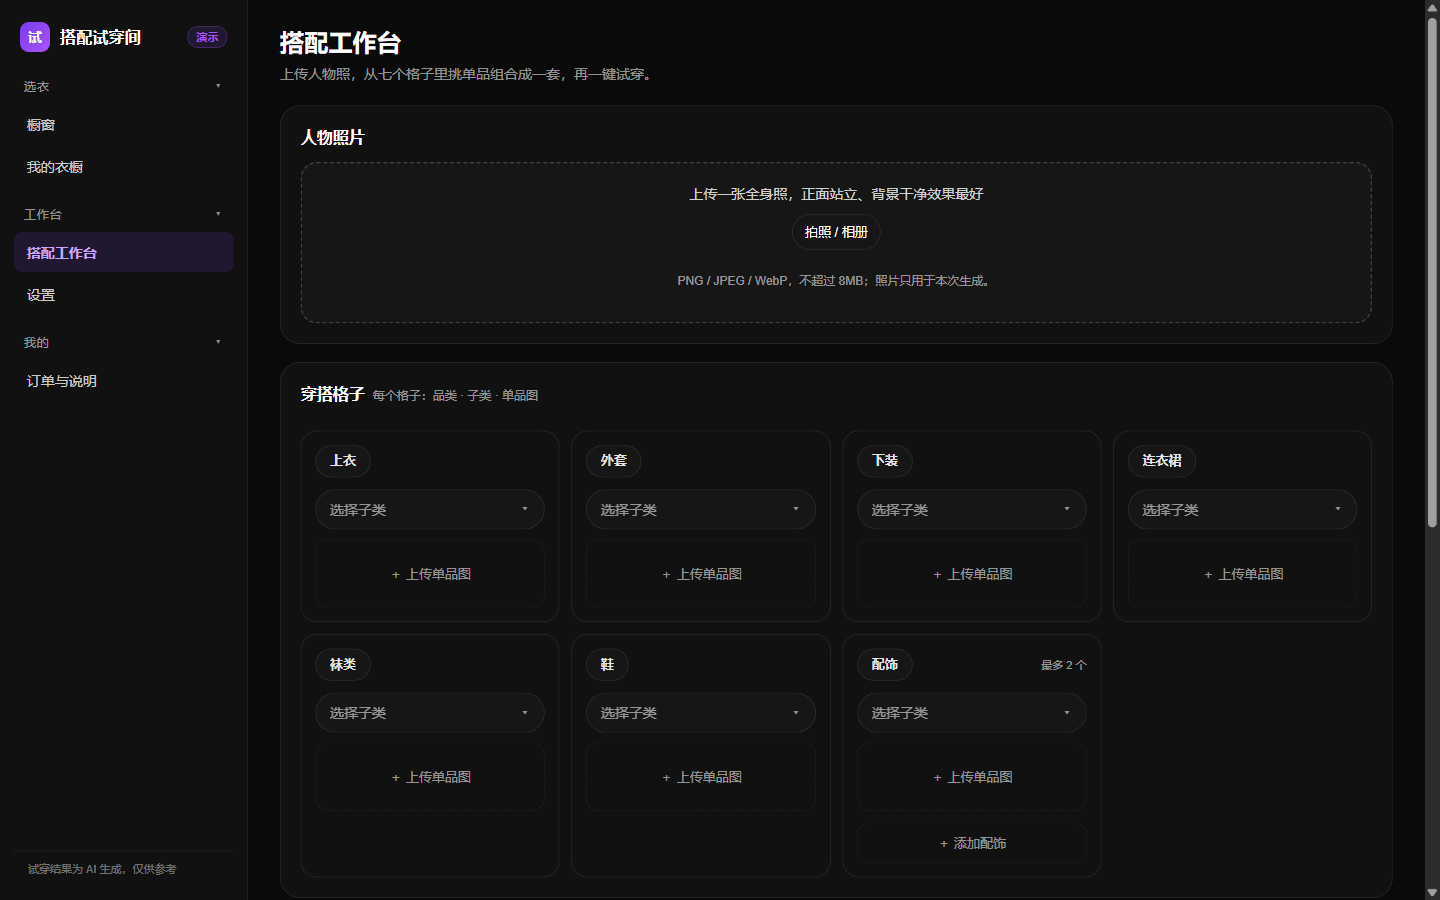 试 搭配试穿间 演示
选衣
橱窗
我的衣橱
工作台
搭配工作台
设置
我的
订单与说明
试穿结果为 AI 生成，仅供参考
搭配工作台
上传人物照，从七个格子里挑单品组合成一套，再一键试穿。
人物照片
上传一张全身照，正面站立、背景干净效果最好
拍照 / 相册
PNG / JPEG / WebP，不超过 8MB；照片只用于本次生成。
穿搭格子 每个格子：品类 · 子类 · 单品图
上衣
选择子类
+ 上传单品图
外套
选择子类
+ 上传单品图
下装
选择子类
+ 上传单品图
连衣裙
选择子类
+ 上传单品图
袜类
选择子类
+ 上传单品图
鞋
选择子类
+ 上传单品图
配饰 最多 2 个
选择子类
+ 上传单品图
+ 添加配饰